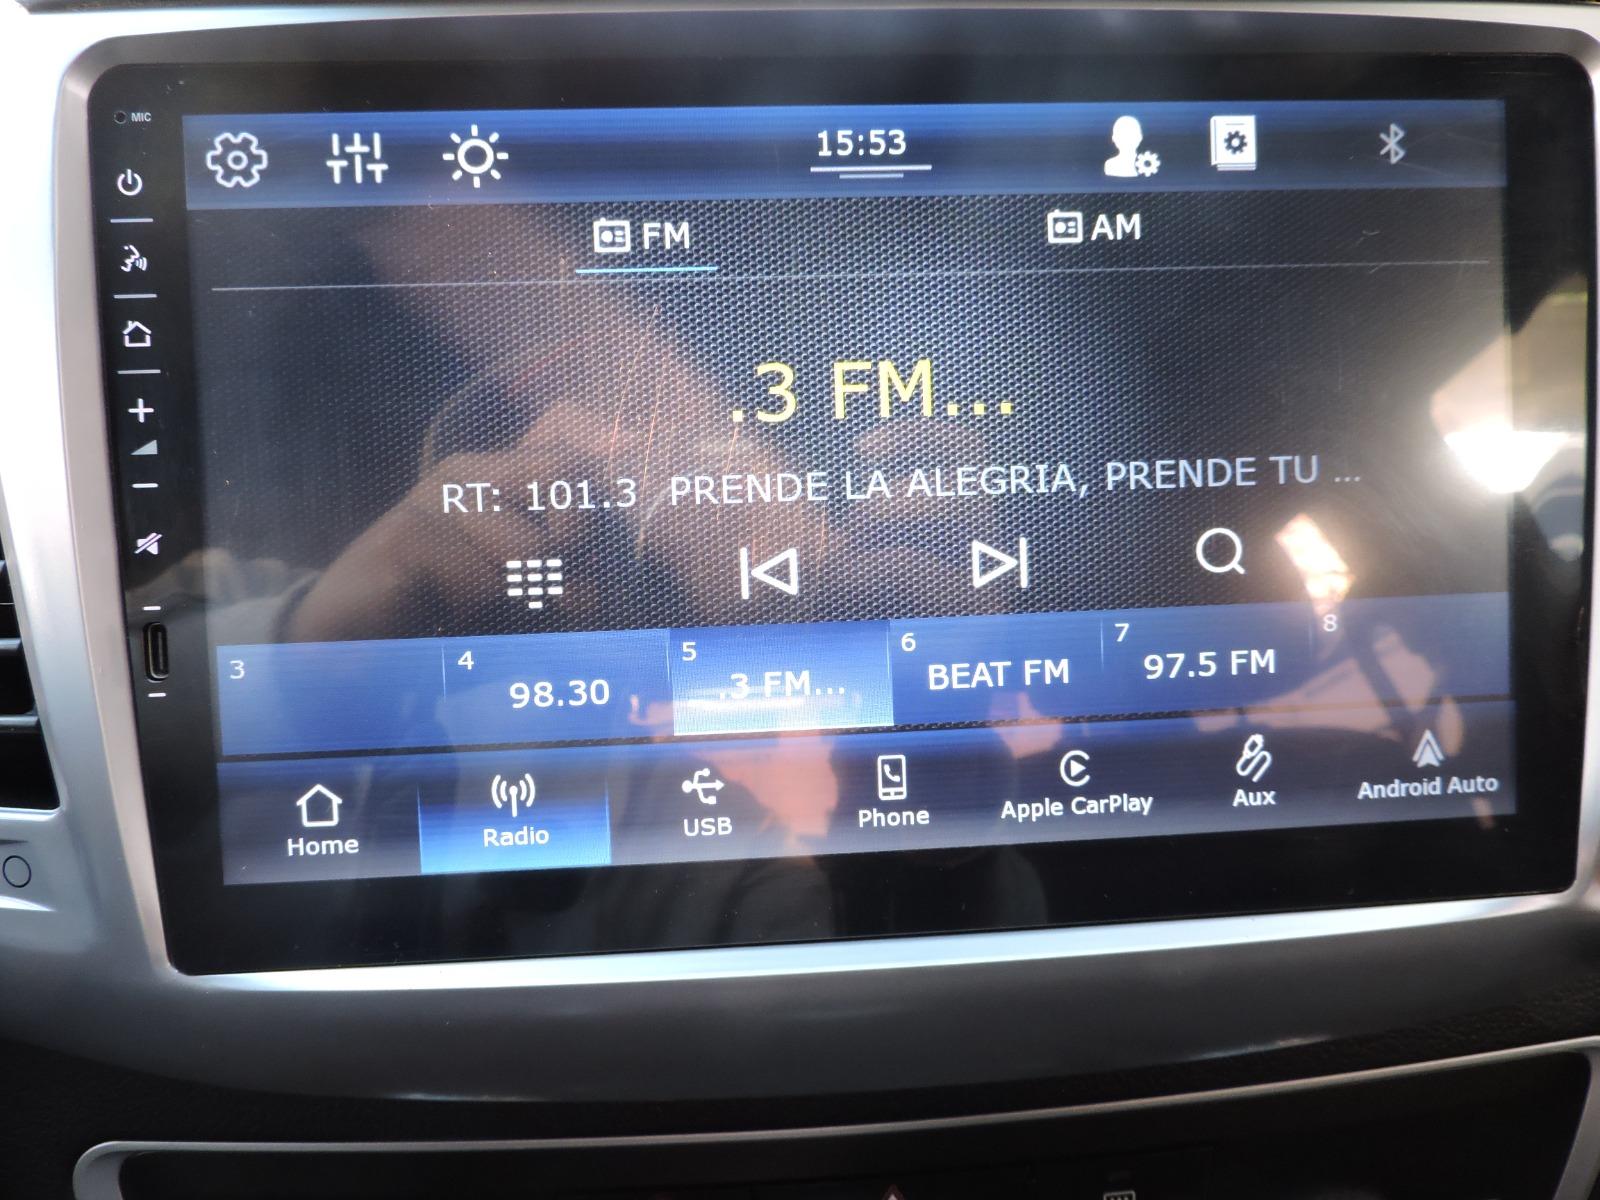 MIC
15:53
FM
AM
.3 FM...
RT: 101.3 PRENDE LA ALEGRIA, PRENDE TU ...
3
4
98.30
5
.3 FM...
6
BEAT FM
7
97.5 FM
8
Home
Radio
USB
Phone
Apple CarPlay
Aux
Android Auto